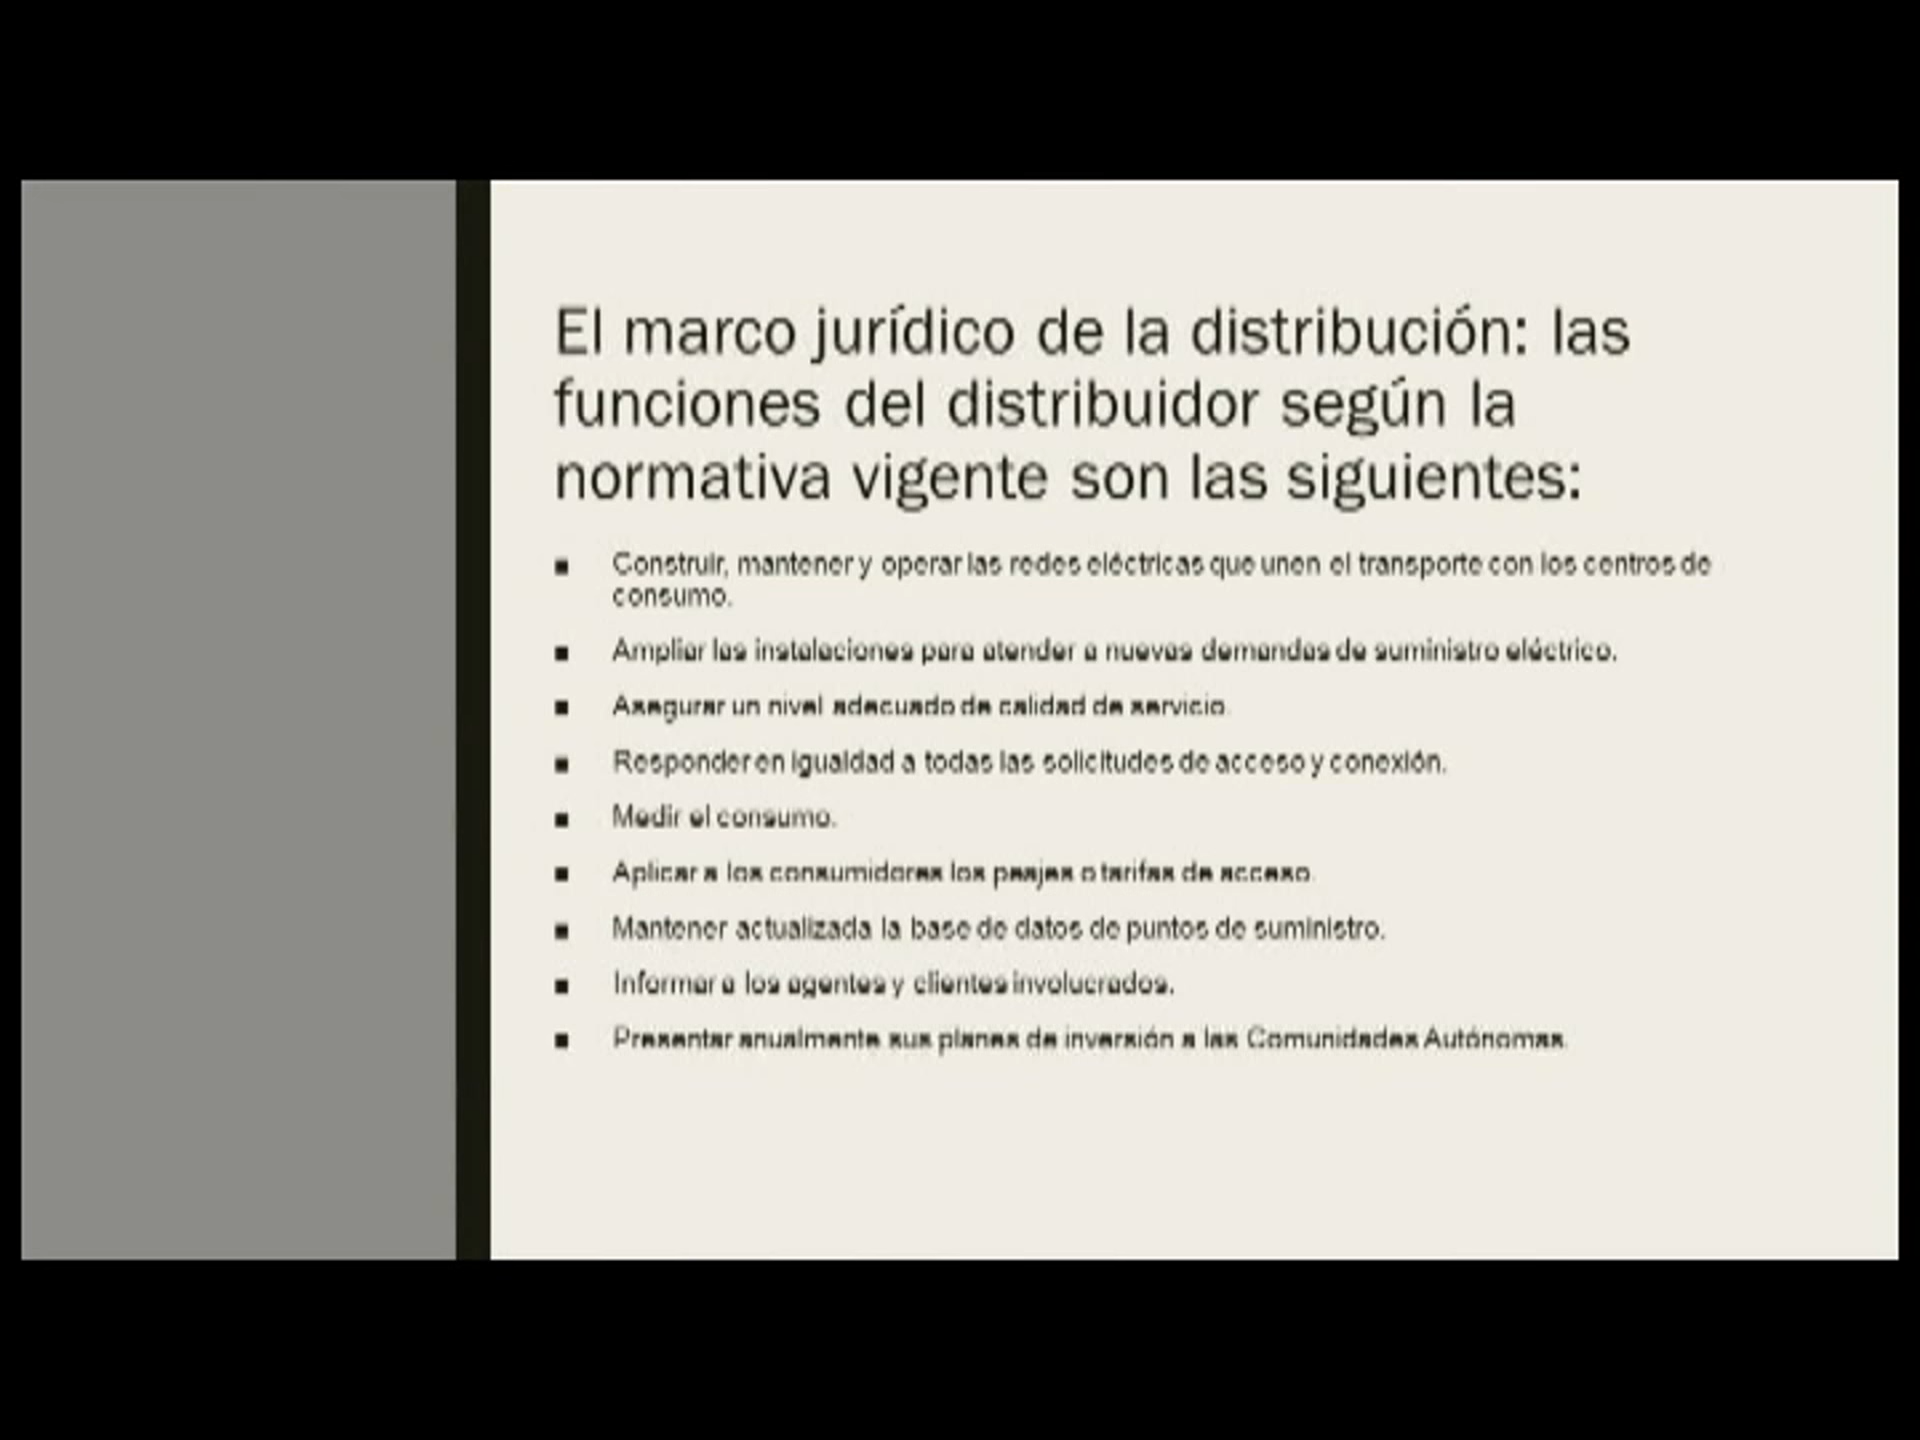 El marco jurídico de la distribución: las
funciones del distribuidor según la
normativa vigente son las siguientes:
▪ Construir, mantener y operar las redes eléctricas que unen el transporte con los centros de
consumo.
▪ Ampliar las instalaciones para atender a nuevas demandas de suministro eléctrico.
▪ Asegurar un nivel adecuado de calidad de servicio.
▪ Responder en igualdad a todas las solicitudes de acceso y conexión.
▪ Medir el consumo.
▪ Aplicar a los consumidores los peajes o tarifas de acceso.
▪ Mantener actualizada la base de datos de puntos de suministro.
▪ Informar a los agentes y clientes involucrados.
▪ Presentar anualmente sus planes de inversión a las Comunidades Autónomas.